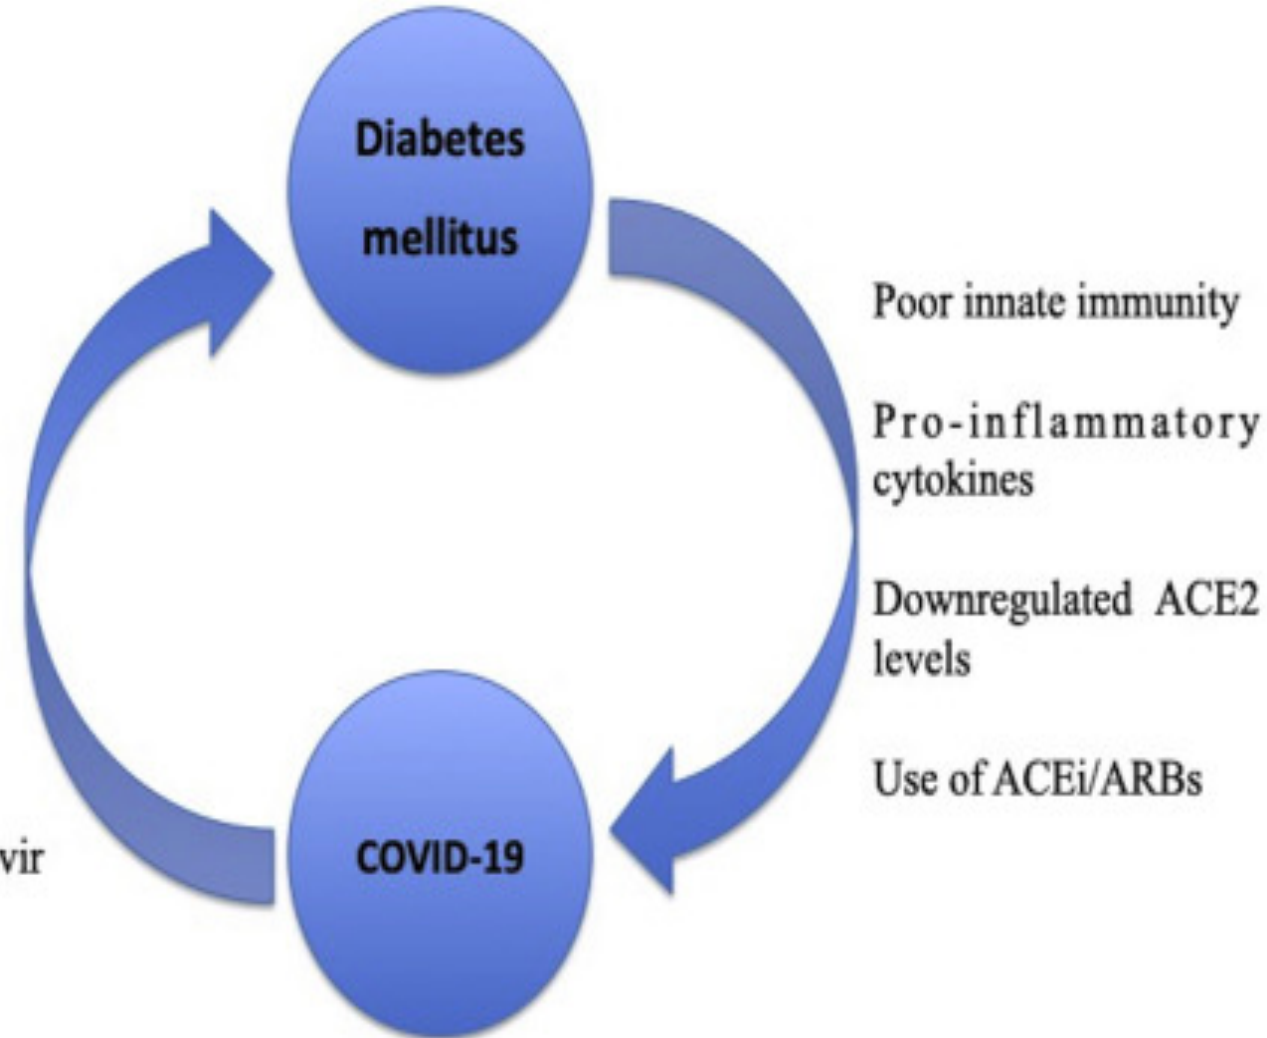 Diabetes
mellitus
Poor innate immunity
Pro-inflammatory
cytokines
Downregulated ACE2
levels
Use of ACEi/ARBs
vir
COVID-19